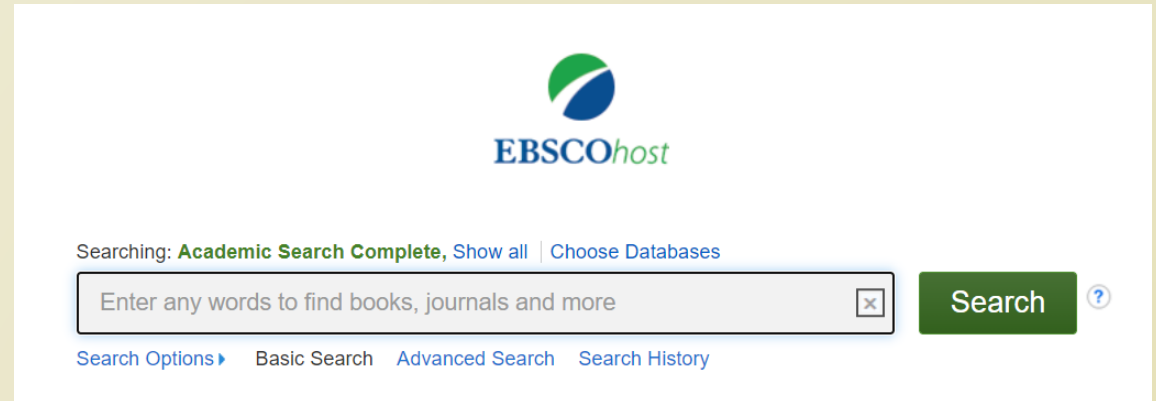 EBSCOhost
Searching: Academic Search Complete, Show all Choose Databases
Enter any words to find books, journals and more
Search ?
Search Options Basic Search Advanced Search Search History